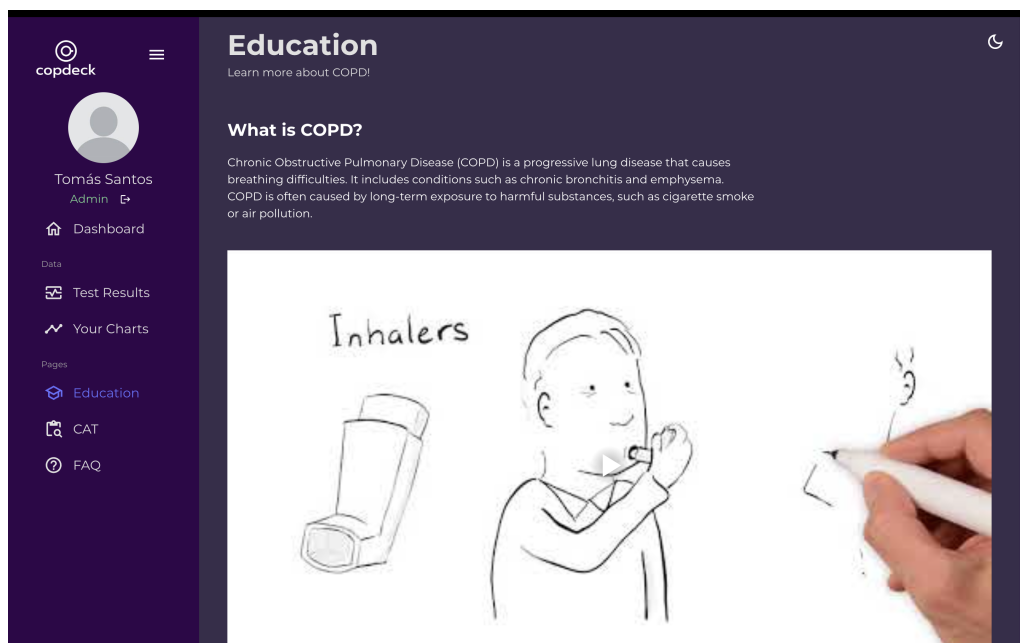 copdeck
Tomás Santos
Admin
Dashboard
Data
Test Results
Your Charts
Pages
Education
CAT
FAQ
Education
Learn more about COPD!
What is COPD?
Chronic Obstructive Pulmonary Disease (COPD) is a progressive lung disease that causes
breathing difficulties. It includes conditions such as chronic bronchitis and emphysema.
COPD is often caused by long-term exposure to harmful substances, such as cigarette smoke
or air pollution.
Inhalers